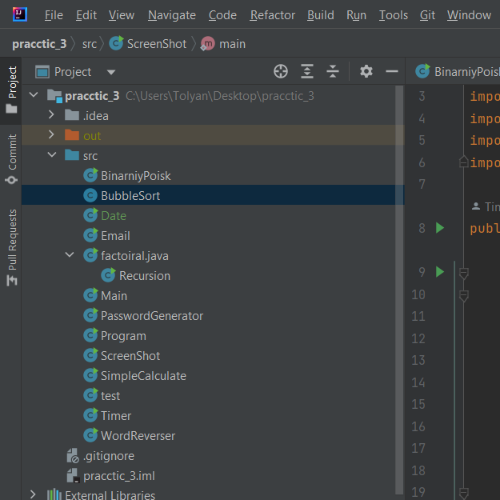 File Edit View Navigate Code Refactor Build Run Tools Git Window
pracctic_3 src ScreenShot main
Project
BinarniyPoisk
pracctic_3 C:\Users\Tolyan\Desktop\pracctic_3
.idea
out
src
BinarniyPoisk
BubbleSort
Date
Email
factoiral.java
Recursion
Main
PasswordGenerator
Program
ScreenShot
SimpleCalculate
test
Timer
WordReverser
.gitignore
pracctic_3.iml
External Libraries
Project
Commit
Pull Requests
3 impo
4 impo
5 impo
6 impo
7
Tin
8 publ
9
10
11
12
13
14
15
16
17
18
19